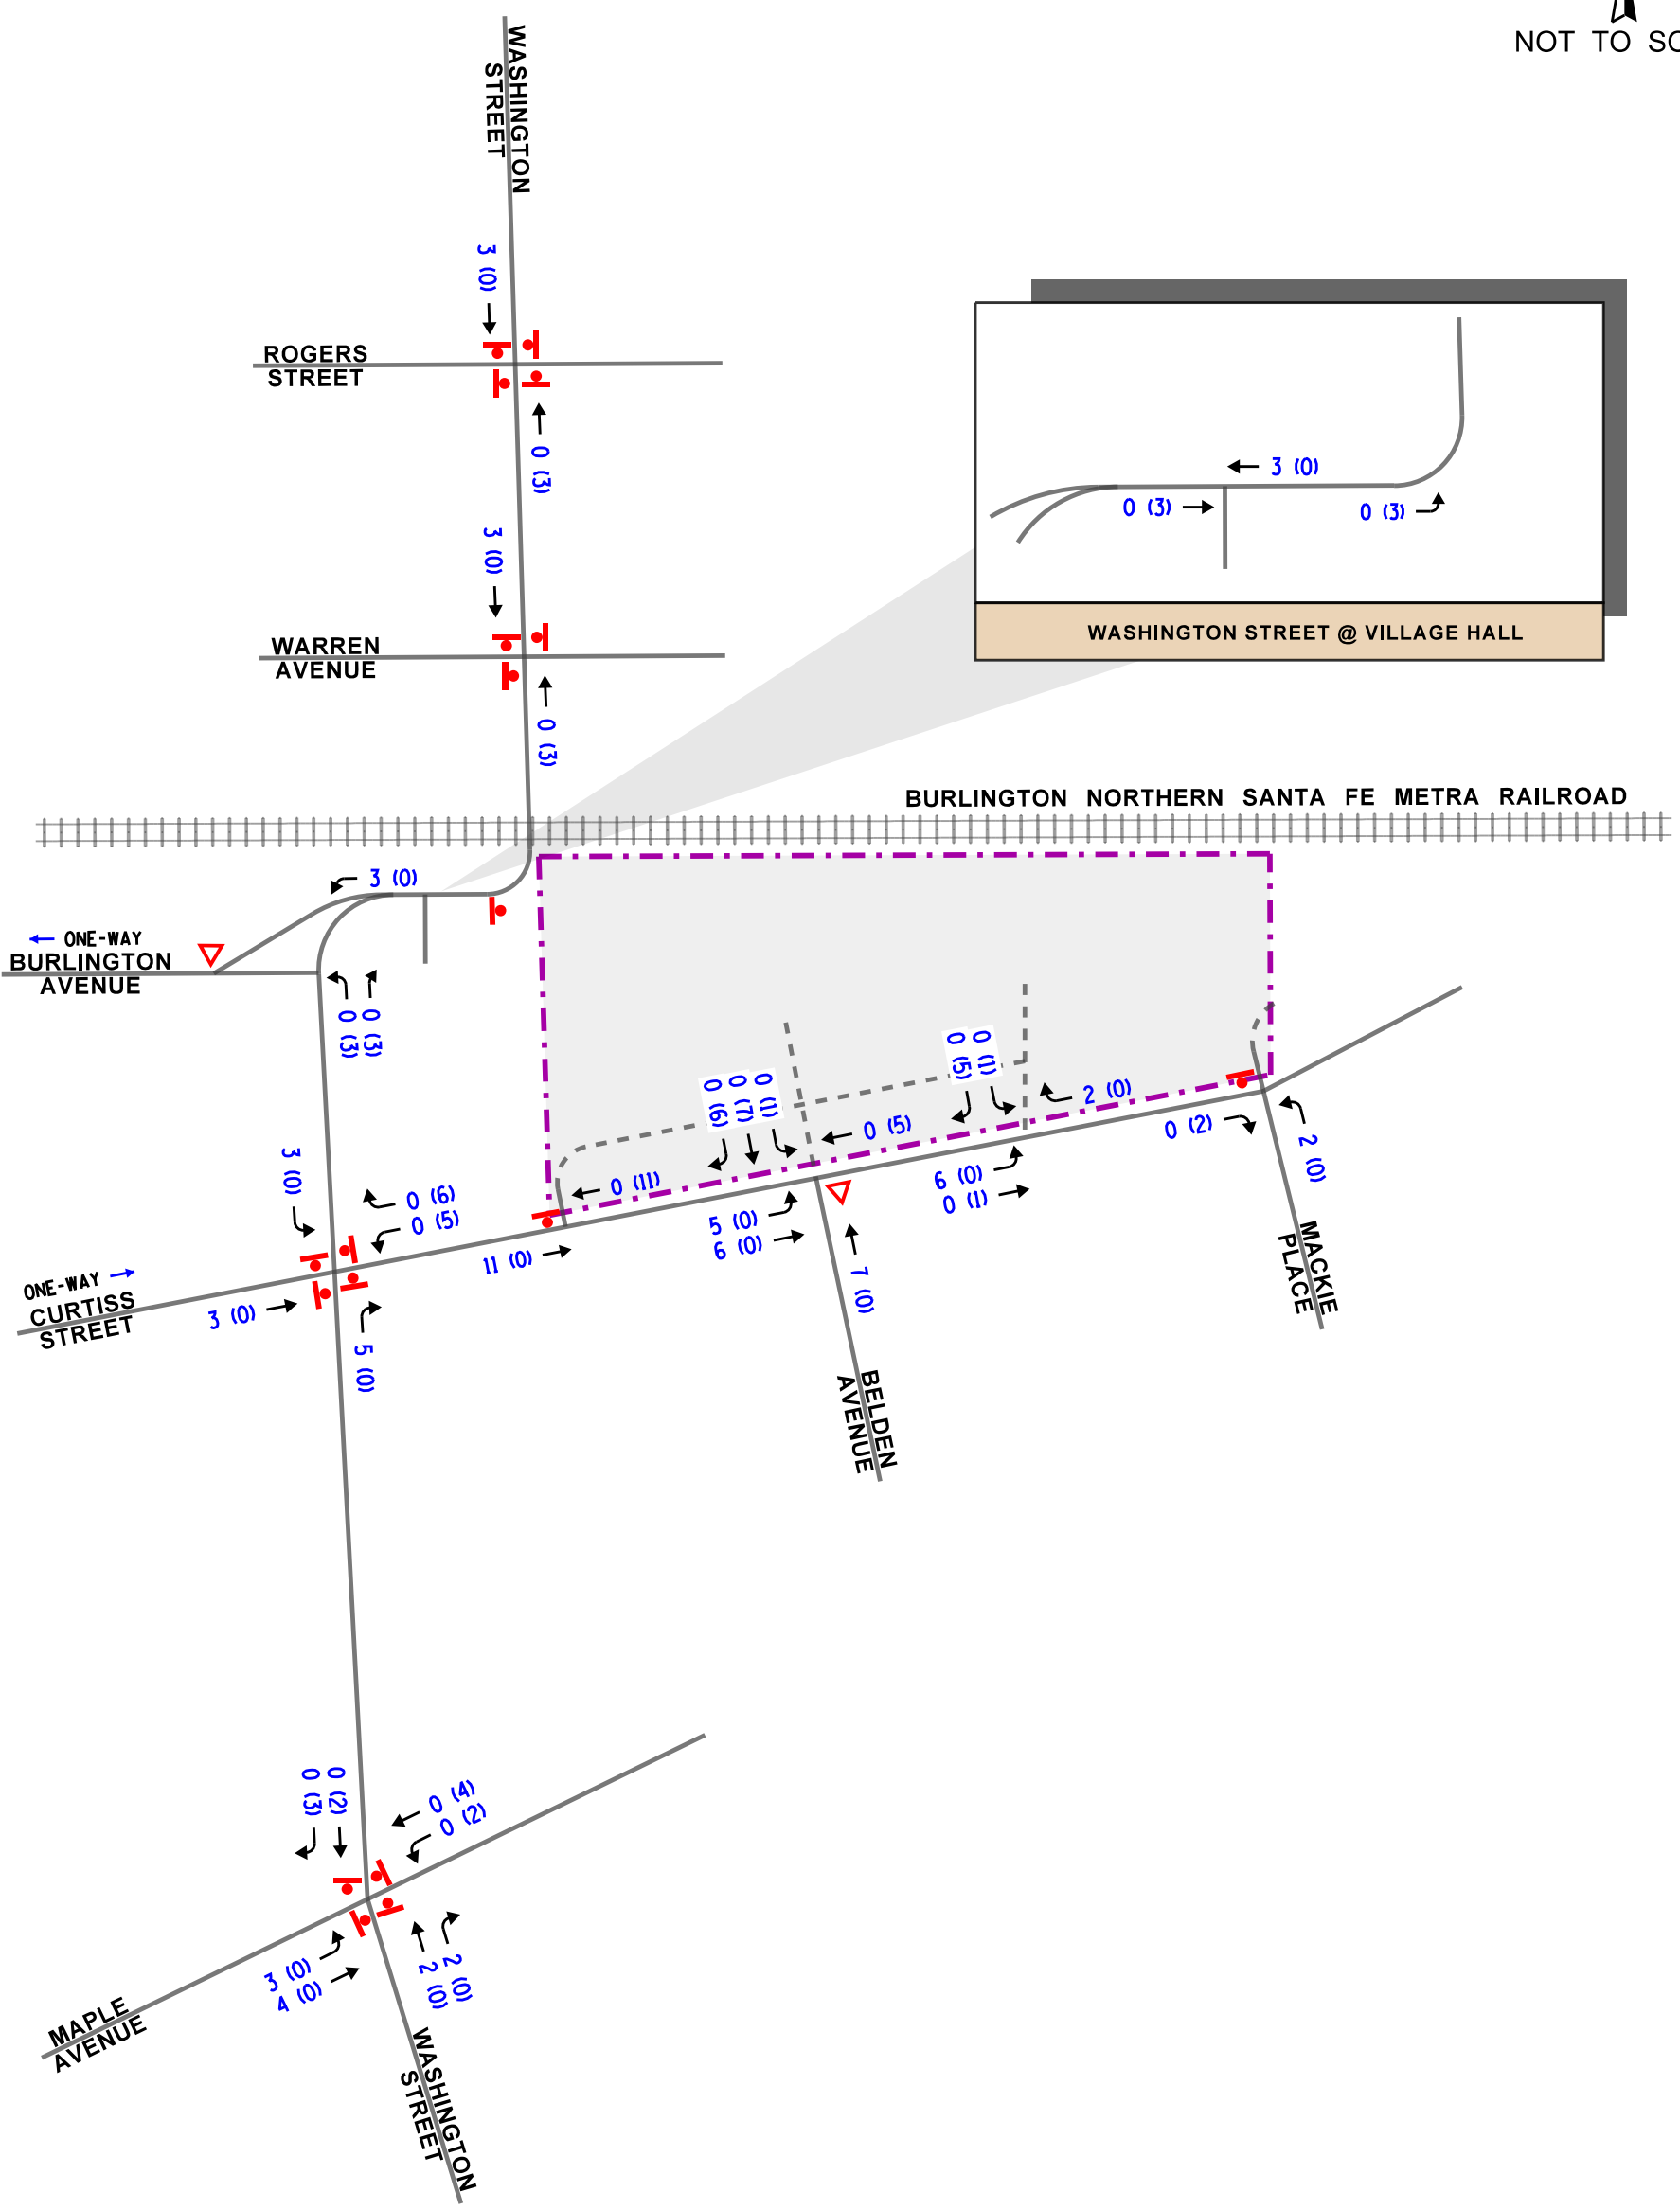 NOT TO SC
WASHINGTON
STREET
3 (0)
ROGERS
STREET
0 (3)
3 (0)
WARREN
AVENUE
0 (3)
3 (0)
0 (3)
0 (3)
WASHINGTON STREET @ VILLAGE HALL
BURLINGTON NORTHERN SANTA FE METRA RAILROAD
3 (0)
ONE-WAY
BURLINGTON
AVENUE
0 (3)
0 (3)
0 (1)
0 (5)
0 (1)
0 (7)
0 (6)
2 (0)
0 (5)
0 (2)
2 (0)
3 (0)
0 (11)
0 (6)
0 (5)
6 (0)
0 (1)
5 (0)
6 (0)
11 (0)
7 (0)
ONE-WAY
CURTISS
STREET
3 (0)
5 (0)
MACKIE
PLACE
BELDEN
AVENUE
0 (2)
0 (3)
0 (4)
0 (2)
3 (0)
4 (0)
2 (0)
2 (0)
MAPLE
AVENUE
WASHINGTON
STREET